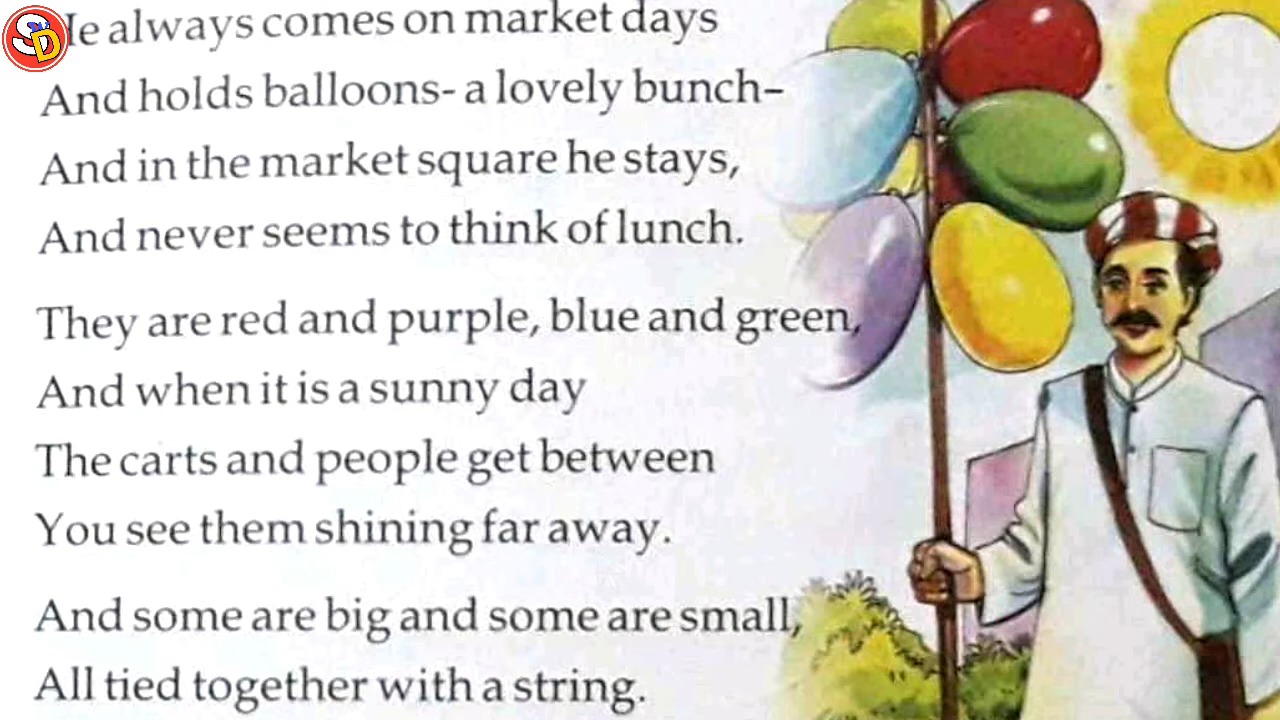 SD
He always comes on market days
And holds balloons- a lovely bunch–
And in the market square he stays,
And never seems to think of lunch.
They are red and purple, blue and green,
And when it is a sunny day
The carts and people get between
You see them shining far away.
And some are big and some are small,
All tied together with a string.